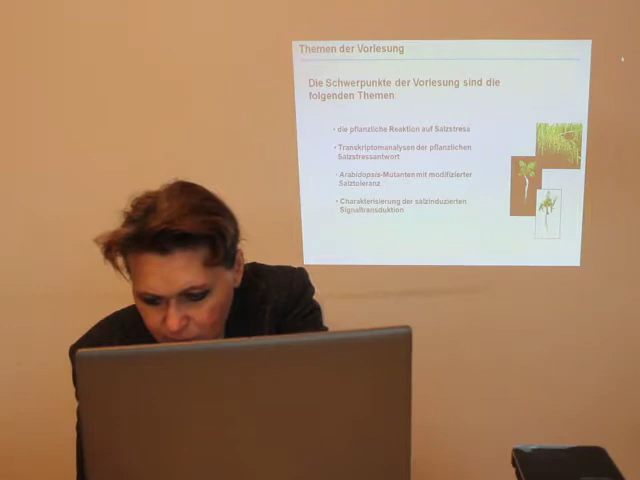 Themen der Vorlesung
Die Schwerpunkte der Vorlesung sind die
folgenden Themen:
• die pflanzliche Reaktion auf Salzstress
• Transkriptomanalysen der pflanzlichen
Salzstressantwort
• Arabidopsis-Mutanten mit modifizierter
Salztoleranz
• Charakterisierung der salzinduzierten
Signaltransduktion